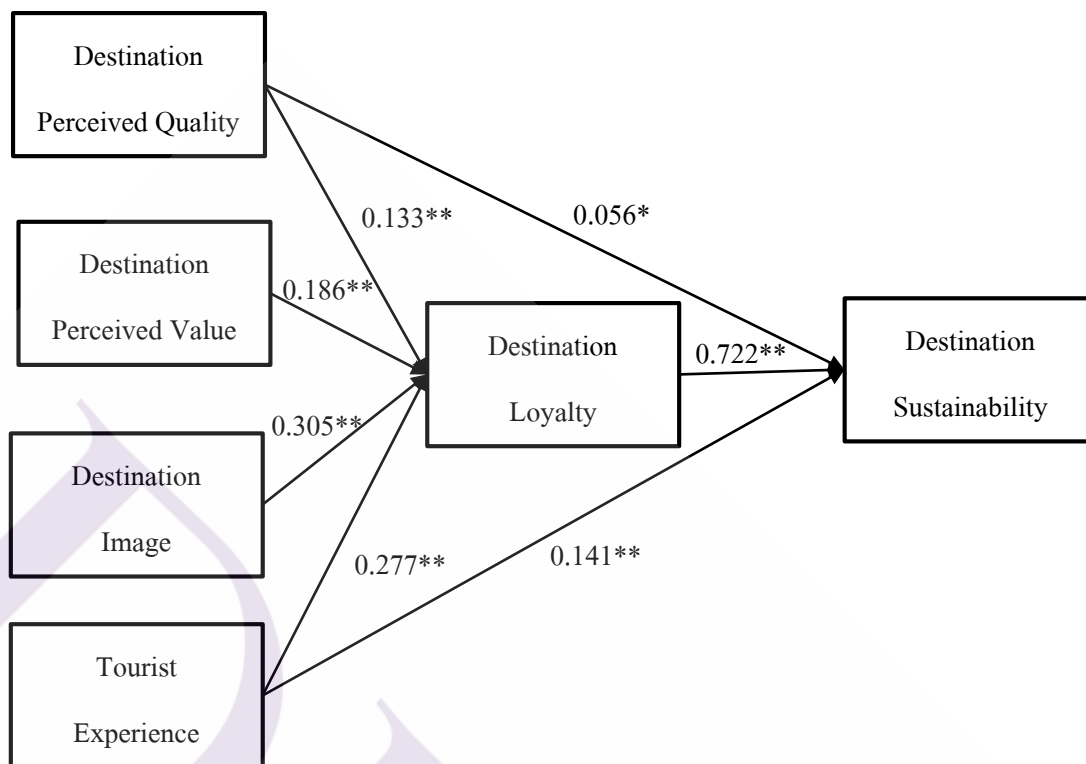 Destination
Perceived Quality
0.133**
0.056*
Destination
Perceived Value
0.186**
Destination
Loyalty
0.722**
Destination
Sustainability
0.305**
Destination
Image
0.277**
0.141**
Tourist
Experience